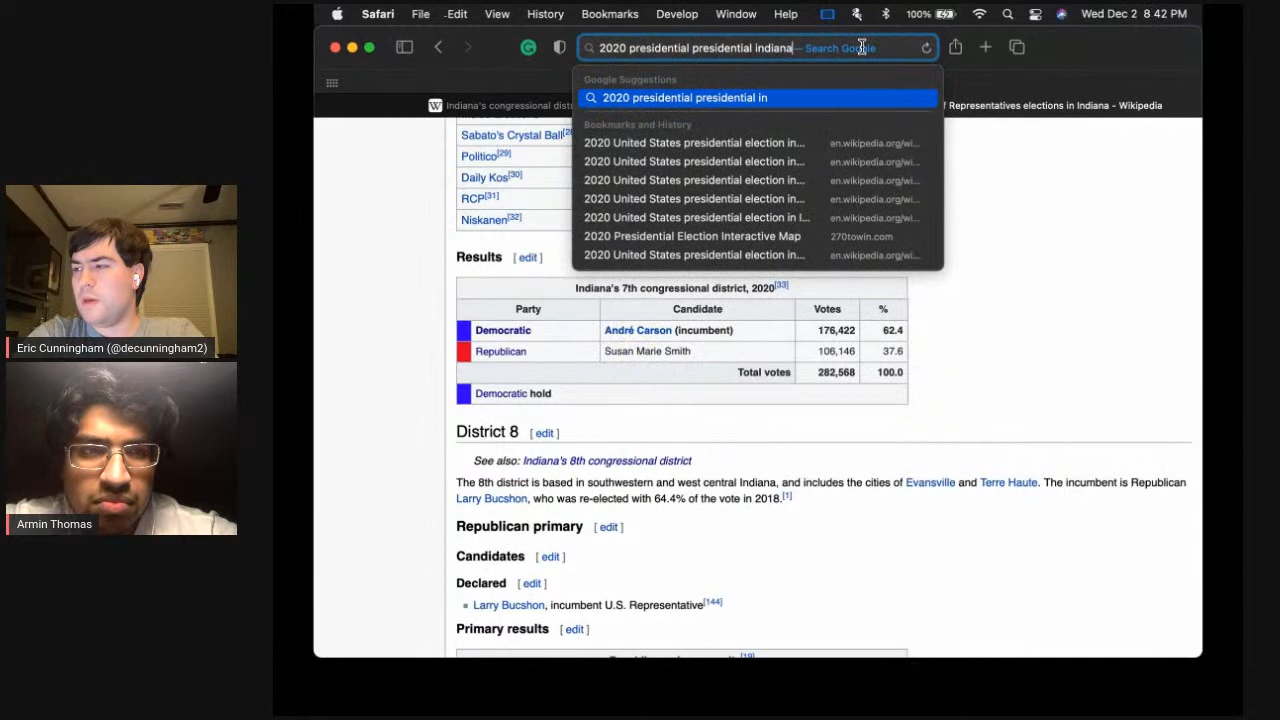 Safari File Edit View History Bookmarks Develop Window Help 100% Wed Dec 2 8:42 PM
2020 presidential presidential indiana — Search Google
Google Suggestions
2020 presidential presidential in
Bookmarks and History
2020 United States presidential election in... en.wikipedia.org/wi...
2020 United States presidential election in... en.wikipedia.org/wi...
2020 United States presidential election in... en.wikipedia.org/wi...
2020 United States presidential election in... en.wikipedia.org/wi...
2020 United States presidential election in I... en.wikipedia.org/wi...
2020 Presidential Election Interactive Map 270towin.com
2020 United States presidential election in... en.wikipedia.org/wi...
W Indiana's congressional dist
f Representatives elections in Indiana - Wikipedia
Sabato's Crystal Ball
Politico[29]
Daily Kos[30]
RCP[31]
Niskanen[32]
Results [ edit ]
Indiana's 7th congressional district, 2020[33]
Party Candidate Votes %
Democratic André Carson (incumbent) 176,422 62.4
Republican Susan Marie Smith 106,146 37.6
Total votes 282,568 100.0
Democratic hold
District 8 [ edit ]
See also: Indiana's 8th congressional district
The 8th district is based in southwestern and west central Indiana, and includes the cities of Evansville and Terre Haute. The incumbent is Republican
Larry Bucshon, who was re-elected with 64.4% of the vote in 2018.[1]
Republican primary [ edit ]
Candidates [ edit ]
Declared [ edit ]
Larry Bucshon, incumbent U.S. Representative[144]
Primary results [ edit ]
Eric Cunningham (@decunningham2)
Armin Thomas